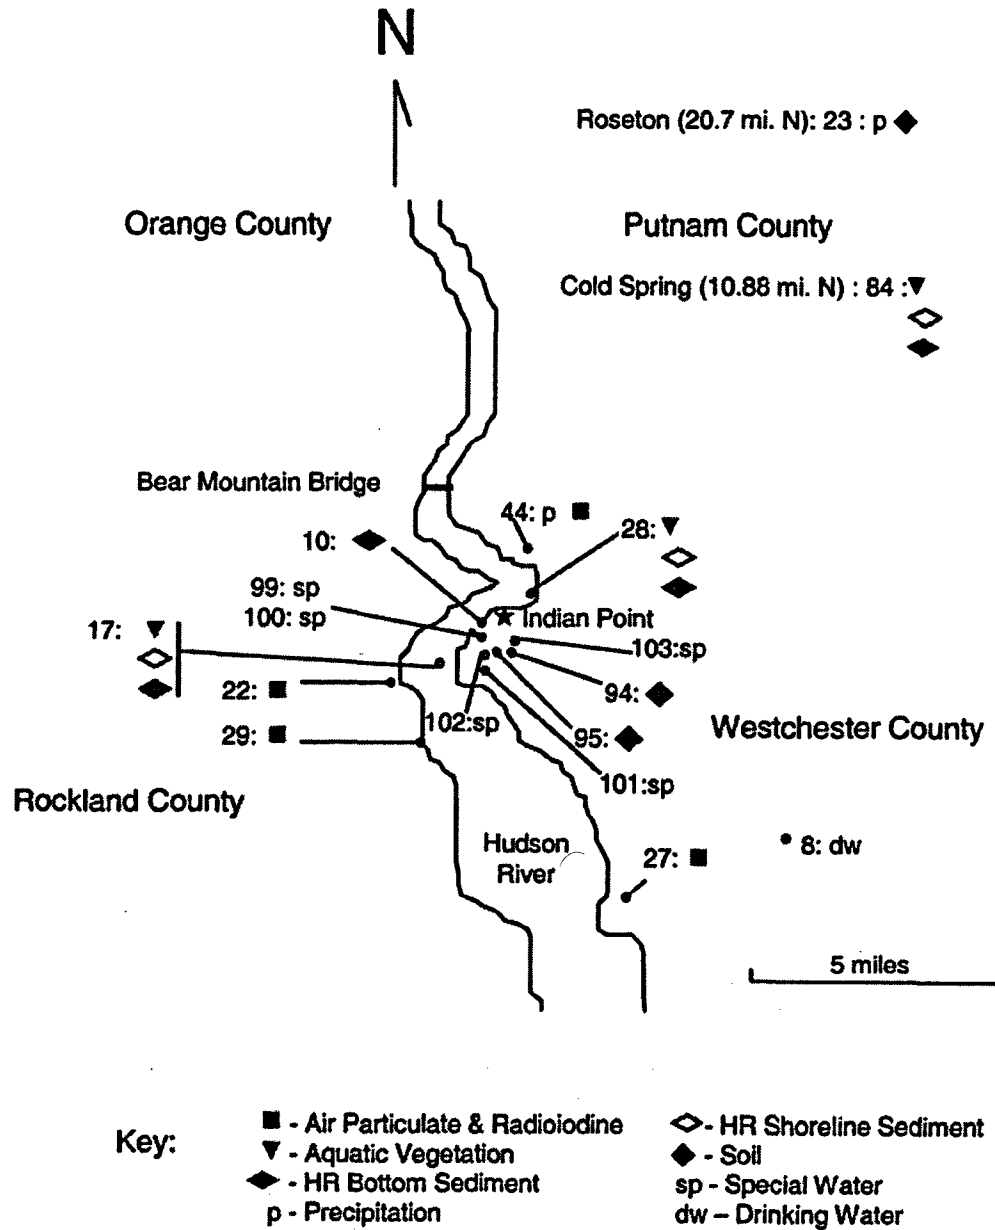 N
Roseton (20.7 mi. N): 23 : p
Orange County
Putnam County
Cold Spring (10.88 mi. N) : 84 :
Bear Mountain Bridge
44: p
28:
10:
99: sp
100: sp
Indian Point
17:
103:sp
22:
94:
102:sp
29:
95:
Westchester County
101:sp
Rockland County
Hudson
River
27:
8: dw
5 miles
Key:
- Air Particulate & Radioiodine
- Aquatic Vegetation
- HR Bottom Sediment
p - Precipitation
- HR Shoreline Sediment
- Soil
sp - Special Water
dw – Drinking Water